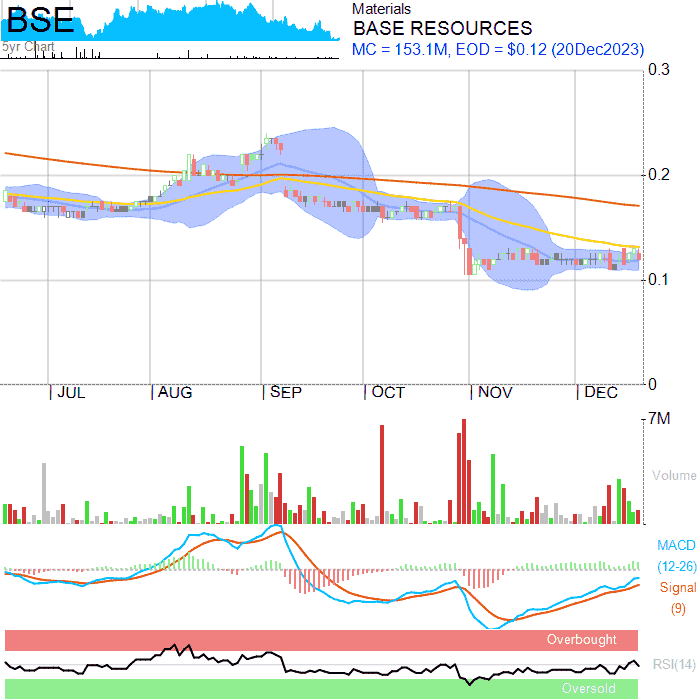 BSE
5yr Chart
Materials
BASE RESOURCES
MC = 153.1M, EOD = $0.12 (20Dec2023)
0.3
0.2
0.1
0
JUL AUG SEP OCT NOV DEC
7M
Volume
MACD
(12-26)
Signal
(9)
Overbought
RSI(14)
Oversold